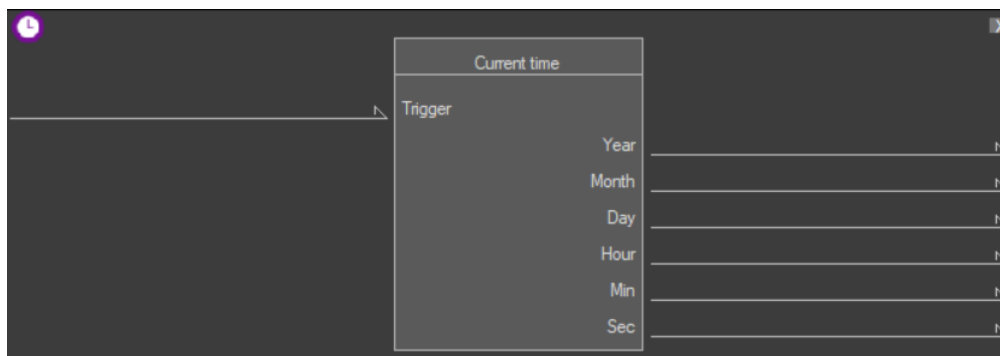 Current time
Trigger
Year
Month
Day
Hour
Min
Sec